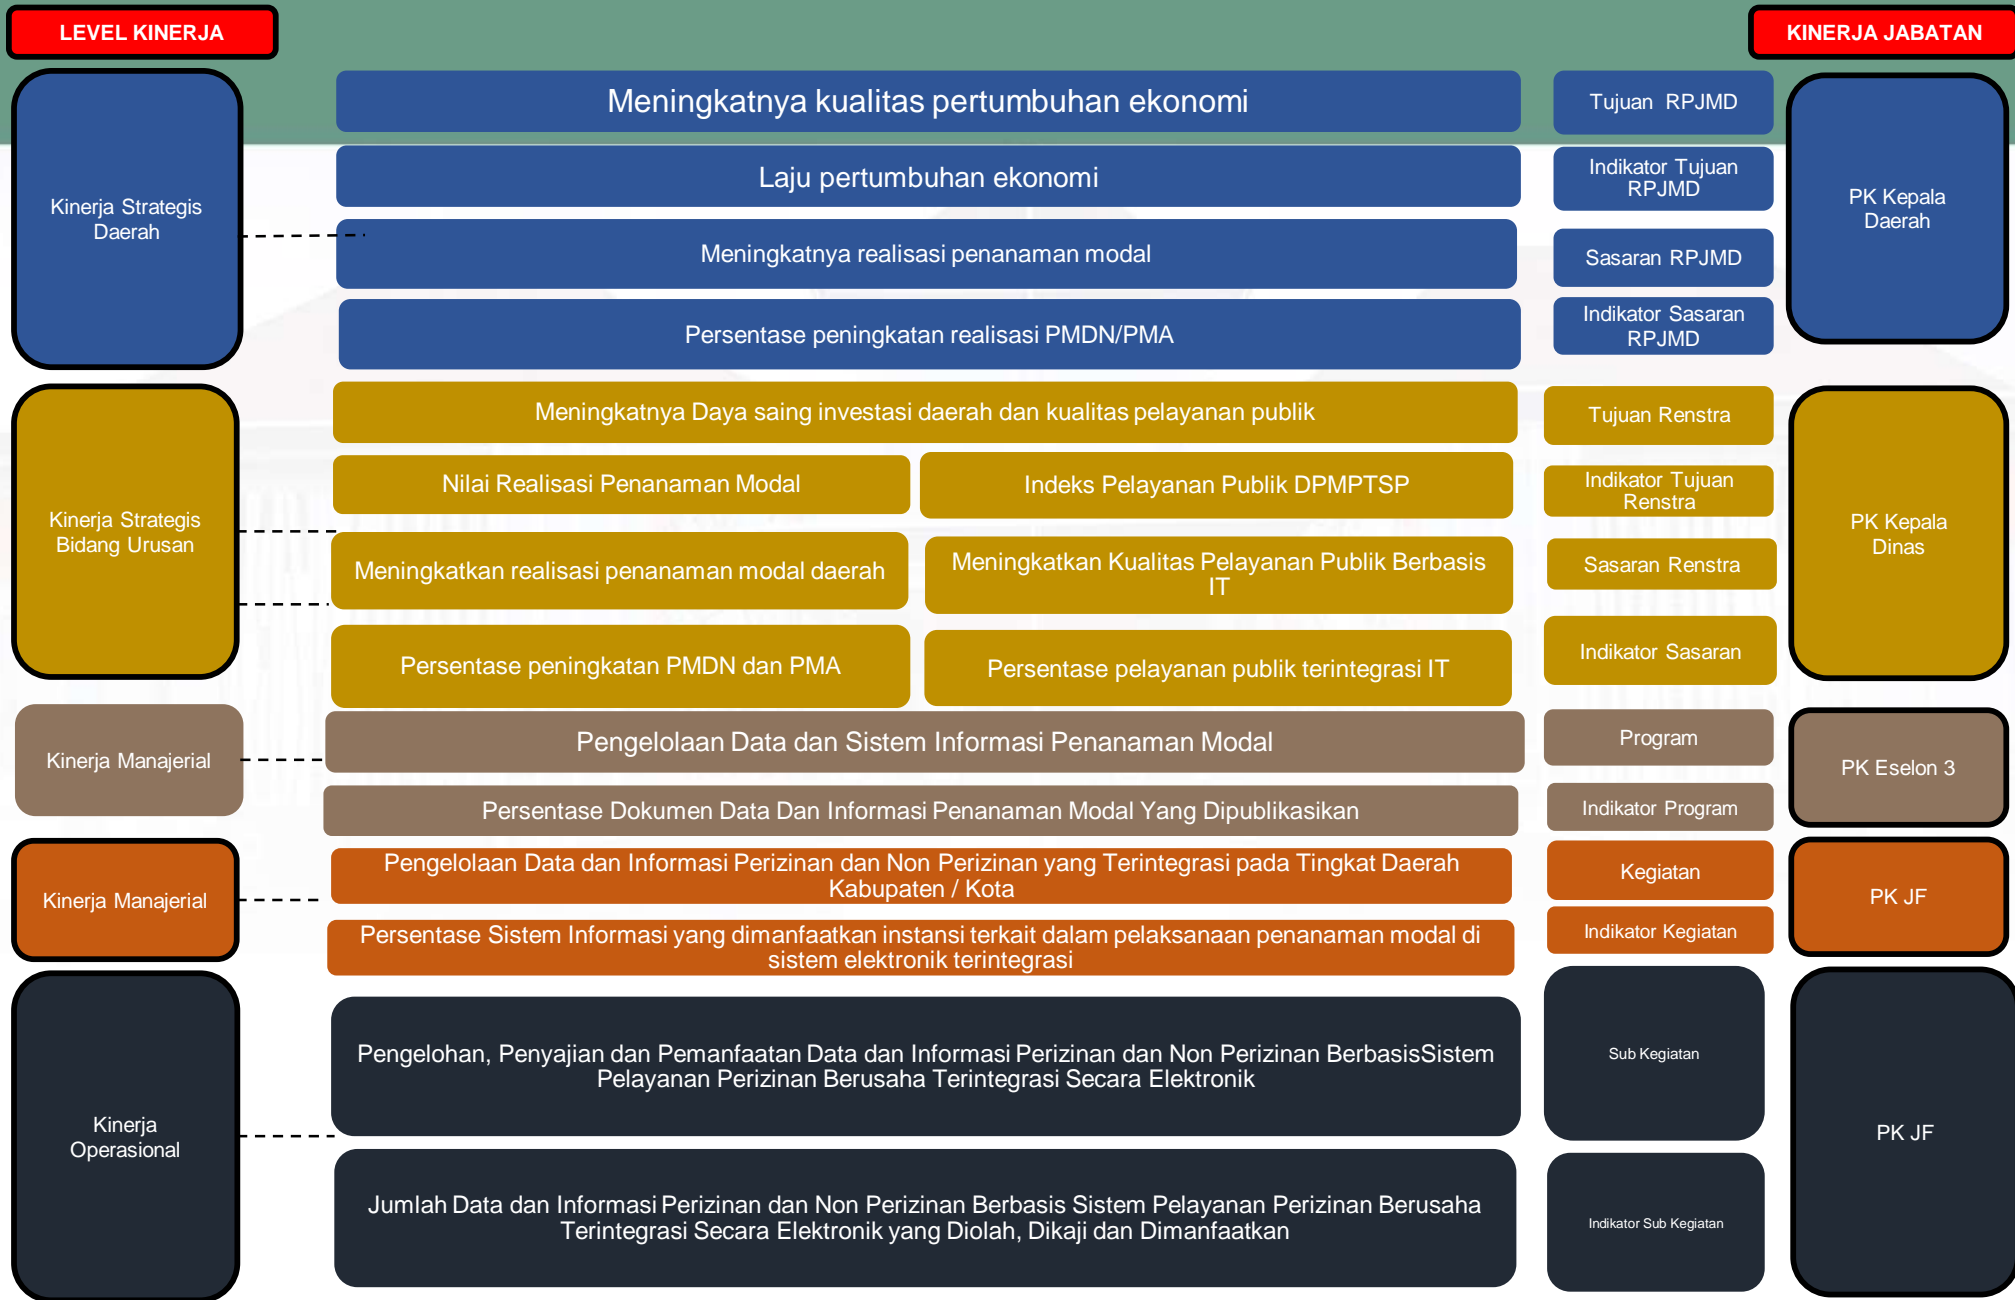 LEVEL KINERJA
KINERJA JABATAN
Kinerja Strategis
Daerah
Meningkatnya kualitas pertumbuhan ekonomi
Tujuan RPJMD
Laju pertumbuhan ekonomi
Indikator Tujuan
RPJMD
Meningkatnya realisasi penanaman modal
Sasaran RPJMD
Persentase peningkatan realisasi PMDN/PMA
Indikator Sasaran
RPJMD
PK Kepala
Daerah
Kinerja Strategis
Bidang Urusan
Meningkatnya Daya saing investasi daerah dan kualitas pelayanan publik
Tujuan Renstra
Nilai Realisasi Penanaman Modal
Indeks Pelayanan Publik DPMPTSP
Indikator Tujuan
Renstra
Meningkatkan realisasi penanaman modal daerah
Meningkatkan Kualitas Pelayanan Publik Berbasis
IT
Sasaran Renstra
Persentase peningkatan PMDN dan PMA
Persentase pelayanan publik terintegrasi IT
Indikator Sasaran
PK Kepala
Dinas
Kinerja Manajerial
Pengelolaan Data dan Sistem Informasi Penanaman Modal
Program
Persentase Dokumen Data Dan Informasi Penanaman Modal Yang Dipublikasikan
Indikator Program
PK Eselon 3
Kinerja Manajerial
Pengelolaan Data dan Informasi Perizinan dan Non Perizinan yang Terintegrasi pada Tingkat Daerah
Kabupaten / Kota
Kegiatan
Persentase Sistem Informasi yang dimanfaatkan instansi terkait dalam pelaksanaan penanaman modal di
sistem elektronik terintegrasi
Indikator Kegiatan
PK JF
Kinerja
Operasional
Pengelohan, Penyajian dan Pemanfaatan Data dan Informasi Perizinan dan Non Perizinan BerbasisSistem
Pelayanan Perizinan Berusaha Terintegrasi Secara Elektronik
Sub Kegiatan
Jumlah Data dan Informasi Perizinan dan Non Perizinan Berbasis Sistem Pelayanan Perizinan Berusaha
Terintegrasi Secara Elektronik yang Diolah, Dikaji dan Dimanfaatkan
Indikator Sub Kegiatan
PK JF